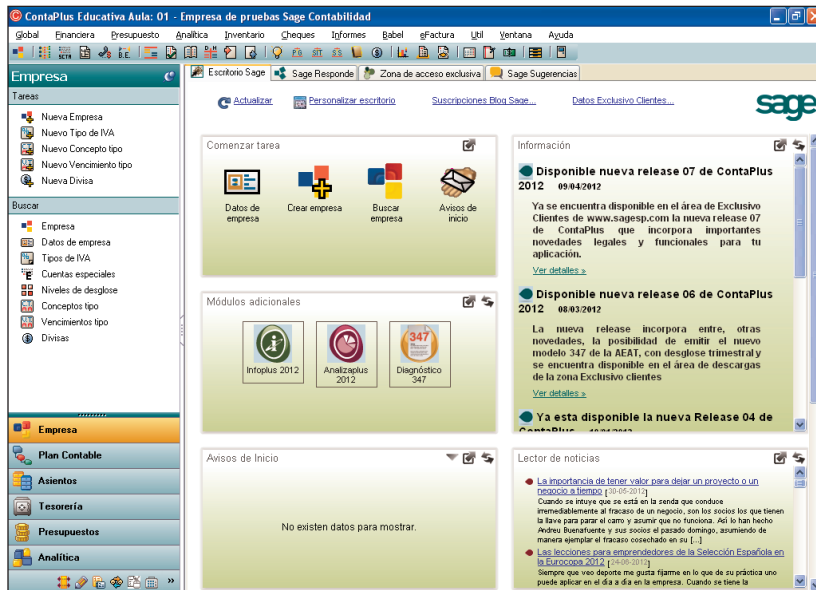 ContaPlus Educativa Aula: 01 - Empresa de pruebas Sage Contabilidad
Global Financiera Presupuesto Analítica Inventario Cheques Informes Babel eFactura Util Ventana Ayuda
Empresa
Escritorio Sage Sage Responde Zona de acceso exclusiva Sage Sugerencias
Tareas
Nueva Empresa
Nuevo Tipo de IVA
Nuevo Concepto tipo
Nuevo Vencimiento tipo
Nueva Divisa
Buscar
Empresa
Datos de empresa
Tipos de IVA
Cuentas especiales
Niveles de desglose
Conceptos tipo
Vencimientos tipo
Divisas
Empresa
Plan Contable
Asientos
Tesorería
Presupuestos
Analítica
Actualizar Personalizar escritorio Suscripciones Blog Sage... Datos Exclusivo Clientes...
sage
Comenzar tarea
Datos de
empresa
Crear empresa
Buscar
empresa
Avisos de
inicio
Módulos adicionales
Infoplus 2012
Analizaplus
2012
347
Diagnóstico
347
Avisos de Inicio
No existen datos para mostrar.
Información
Disponible nueva release 07 de ContaPlus
2012 09/04/2012
Ya se encuentra disponible en el área de Exclusivo
Clientes de www.sagesp.com la nueva release 07
de ContaPlus que incorpora importantes
novedades legales y funcionales para tu
aplicación.
Ver detalles »
Disponible nueva release 06 de ContaPlus
2012 08/03/2012
La nueva release incorpora entre, otras
novedades, la posibilidad de emitir el nuevo
modelo 347 de la AEAT, con desglose trimestral y
se encuentra disponible en el área de descargas
de la zona Exclusivo clientes
Ver detalles »
Ya esta disponible la nueva Release 04 de
ContaPlus
Lector de noticias
La importancia de tener valor para dejar un proyecto o un
negocio a tiempo [30-05-2012]
Cuando se intuye que se está en la senda que conduce
irremediablemente al fracaso de un negocio, son los socios los que tienen
la llave para parar el carro y asumir que no funciona. Así lo han hecho
Andreu Buenafuente y sus socios el pasado domingo, asumiendo de
manera ejemplar el fracaso cosechado en su [...]
Las lecciones para emprendedores de la Selección Española en
la Eurocopa 2012 [24-06-2012]
Siempre que veo deporte me gusta fijarme en lo que de su práctica uno
puede aplicar en el día a día en la empresa. Cuando se tiene la